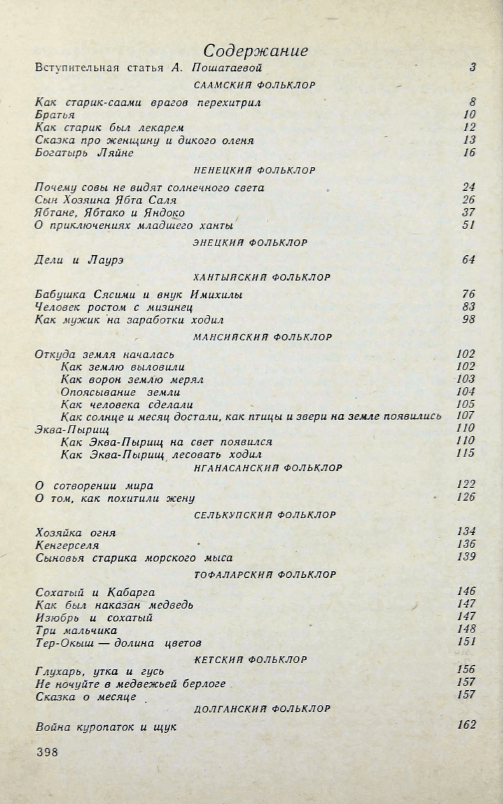 Содержание
Вступительная статья А. Пошатаевой 3
СААМСКИЙ ФОЛЬКЛОР
Как старик-саами врагов перехитрил 8
Братья 10
Как старик был лекарем 12
Сказка про женщину и дикого оленя 13
Богатырь Ляйне 16
НЕНЕЦКИЙ ФОЛЬКЛОР
Почему совы не видят солнечного света 24
Сын Хозяина Ябта Саля 26
Ябтане, Ябтако и Яндоко 37
О приключениях младшего ханты 51
ЭНЕЦКИЙ ФОЛЬКЛОР
Дели и Лаурэ 64
ХАНТЫЙСКИЙ ФОЛЬКЛОР
Бабушка Сясими и внук Имихилы 76
Человек ростом с мизинец 83
Как мужик на заработки ходил 98
МАНСИЙСКИЙ ФОЛЬКЛОР
Откуда земля началась 102
Как землю выловили 102
Как ворон землю мерял 103
Опоясывание земли 104
Как человека сделали 105
Как солнце и месяц достали, как птицы и звери на земле появились 107
Эква-Пырищ 110
Как Эква-Пырищ на свет появился 110
Как Эква-Пырищ лесовать ходил 115
НГАНАСАНСКИЙ ФОЛЬКЛОР
О сотворении мира 122
О том, как похитили жену 126
СЕЛЬКУПСКИЙ ФОЛЬКЛОР
Хозяйка огня 134
Кенгерселя 136
Сыновья старика морского мыса 139
ТОФАЛАРСКИЙ ФОЛЬКЛОР
Сохатый и Кабарга 146
Как был наказан медведь 147
Изюбрь и сохатый 147
Три мальчика 148
Тер-Окыш — долина цветов 151
КЕТСКИЙ ФОЛЬКЛОР
Глухарь, утка и гусь 156
Не ночуйте в медвежьей берлоге 157
Сказка о месяце 157
ДОЛГАНСКИЙ ФОЛЬКЛОР
Война куропаток и щук 162
398